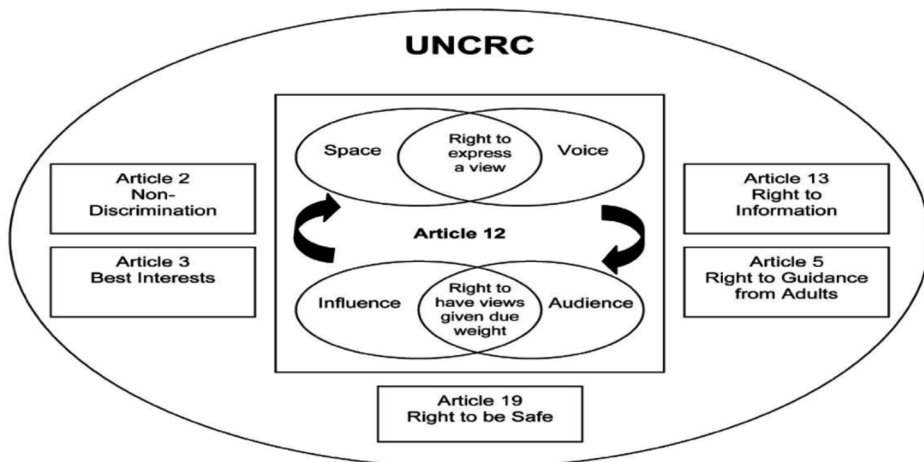 UNCRC
Space
Right to
express
a view
Voice
Article 2
Non-
Discrimination
Article 13
Right to
Information
Article 12
Article 3
Best Interests
Article 5
Right to Guidance
from Adults
Influence
Right to
have views
given due
weight
Audience
Article 19
Right to be Safe